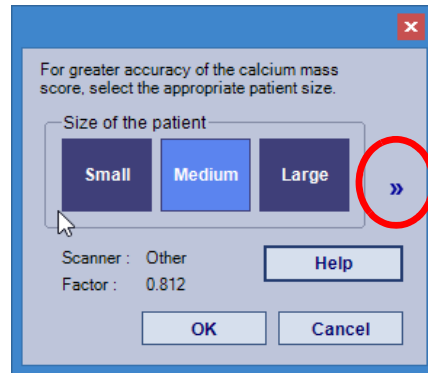 For greater accuracy of the calcium mass
score, select the appropriate patient size.
Size of the patient
Small Medium Large »
Scanner : Other
Factor : 0.812
Help
OK Cancel